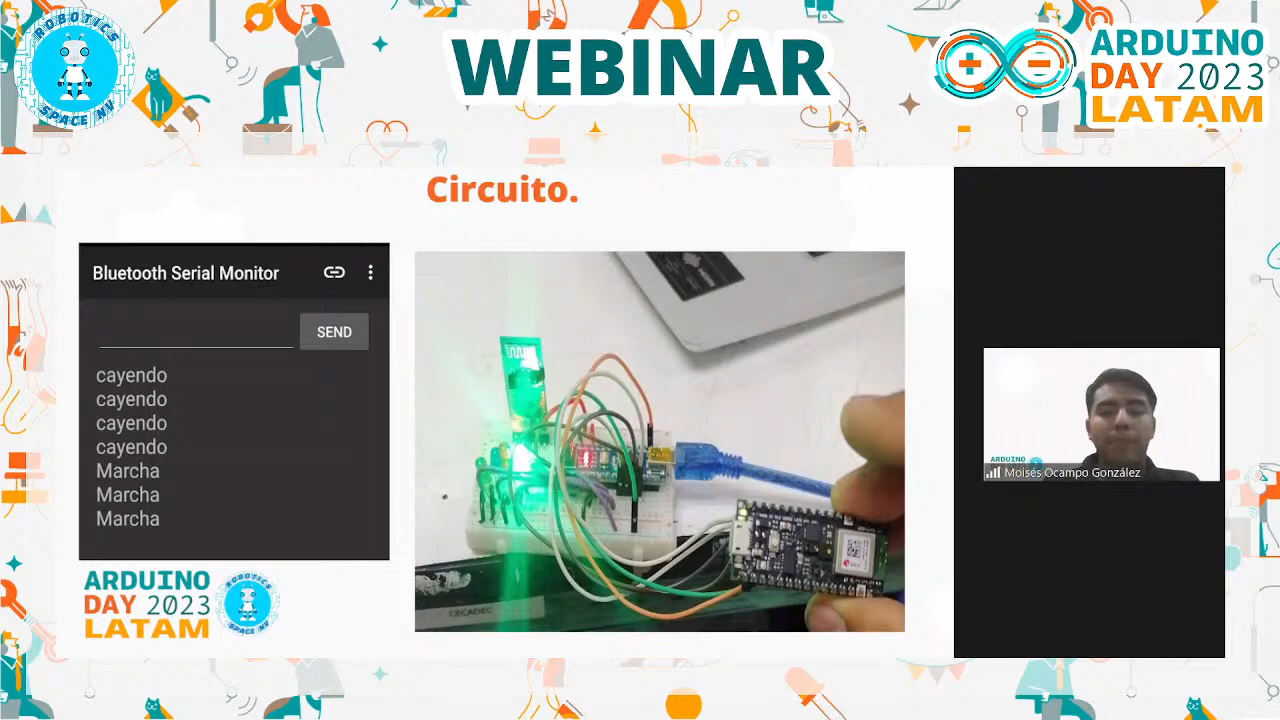 ROBOTICS
SPACE NV
WEBINAR
ARDUINO
DAY 2023
LATAM
Circuito.
Bluetooth Serial Monitor
SEND
cayendo
cayendo
cayendo
cayendo
Marcha
Marcha
Marcha
ARDUINO
DAY 2023
LATAM
ROBOTICS
SPACE NV
CECADEC
ARDUINO
Moisés Ocampo González